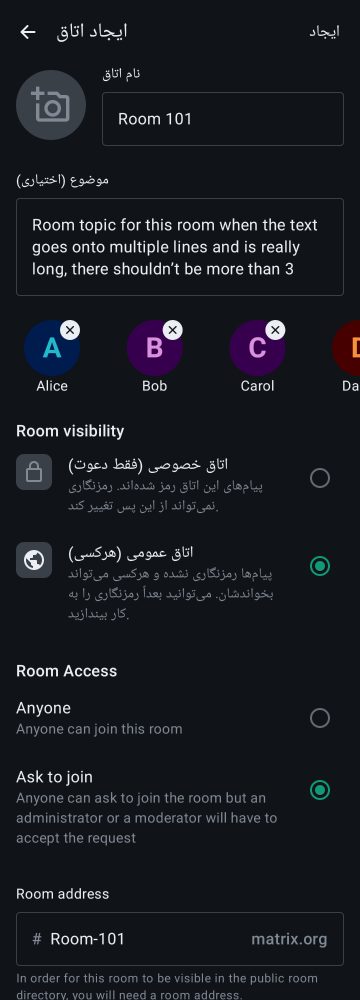 ایجاد اتاق
ایجاد
نام اتاق
Room 101
موضوع (اختیاری)
Room topic for this room when the text
goes onto multiple lines and is really
long, there shouldn’t be more than 3
A
B
C
D
Alice
Bob
Carol
Da
Room visibility
اتاق خصوصی (فقط دعوت)
پیام‌های این اتاق رمز شده‌اند. رمزنگاری
نمی‌تواند از این پس تغییر کند.
اتاق عمومی (هرکسی)
پیام‌ها رمزنگاری نشده و هرکسی می‌تواند
بخواندشان. می‌توانید بعداً رمزنگاری را به
کار بیندازید.
Room Access
Anyone
Anyone can join this room
Ask to join
Anyone can ask to join the room but an
administrator or a moderator will have to
accept the request
Room address
# Room-101 matrix.org
In order for this room to be visible in the public room
directory, you will need a room address.